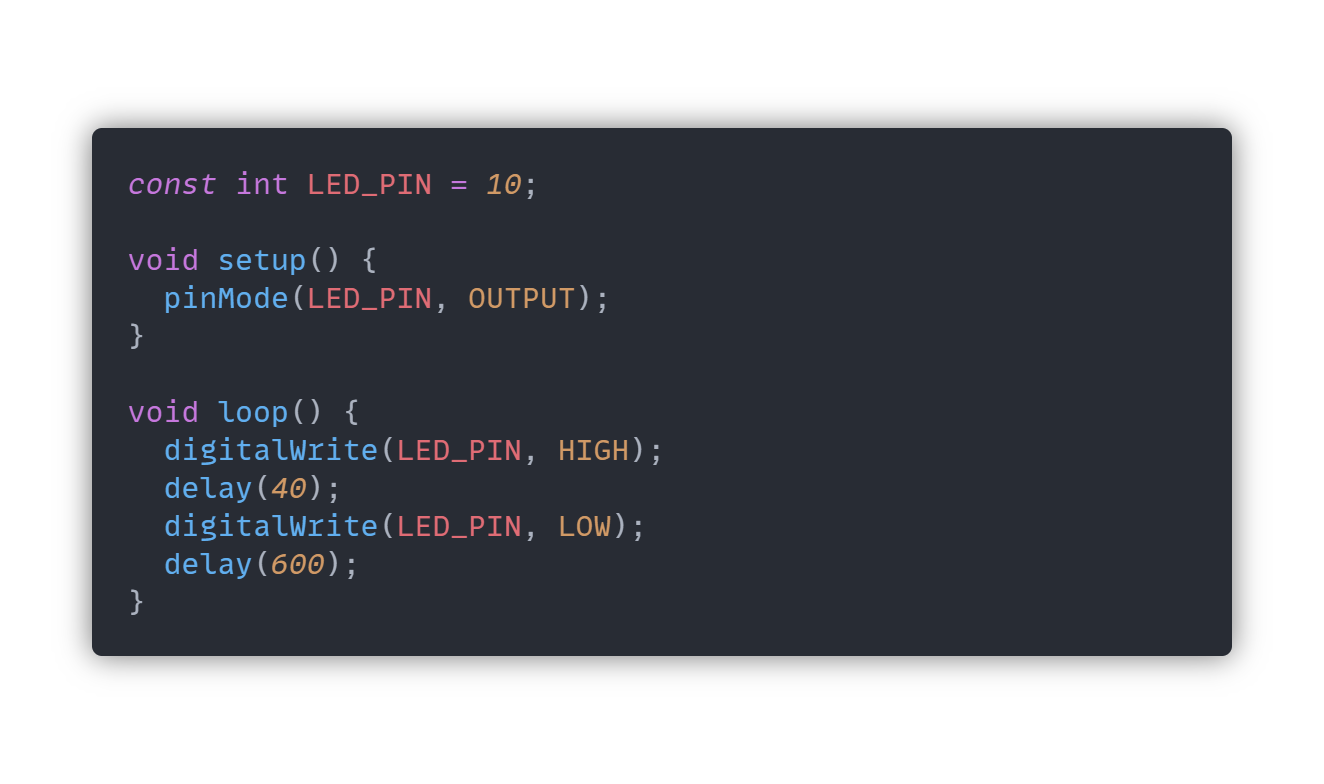 const int LED_PIN = 10;

void setup() {
  pinMode(LED_PIN, OUTPUT);
}

void loop() {
  digitalWrite(LED_PIN, HIGH);
  delay(40);
  digitalWrite(LED_PIN, LOW);
  delay(600);
}